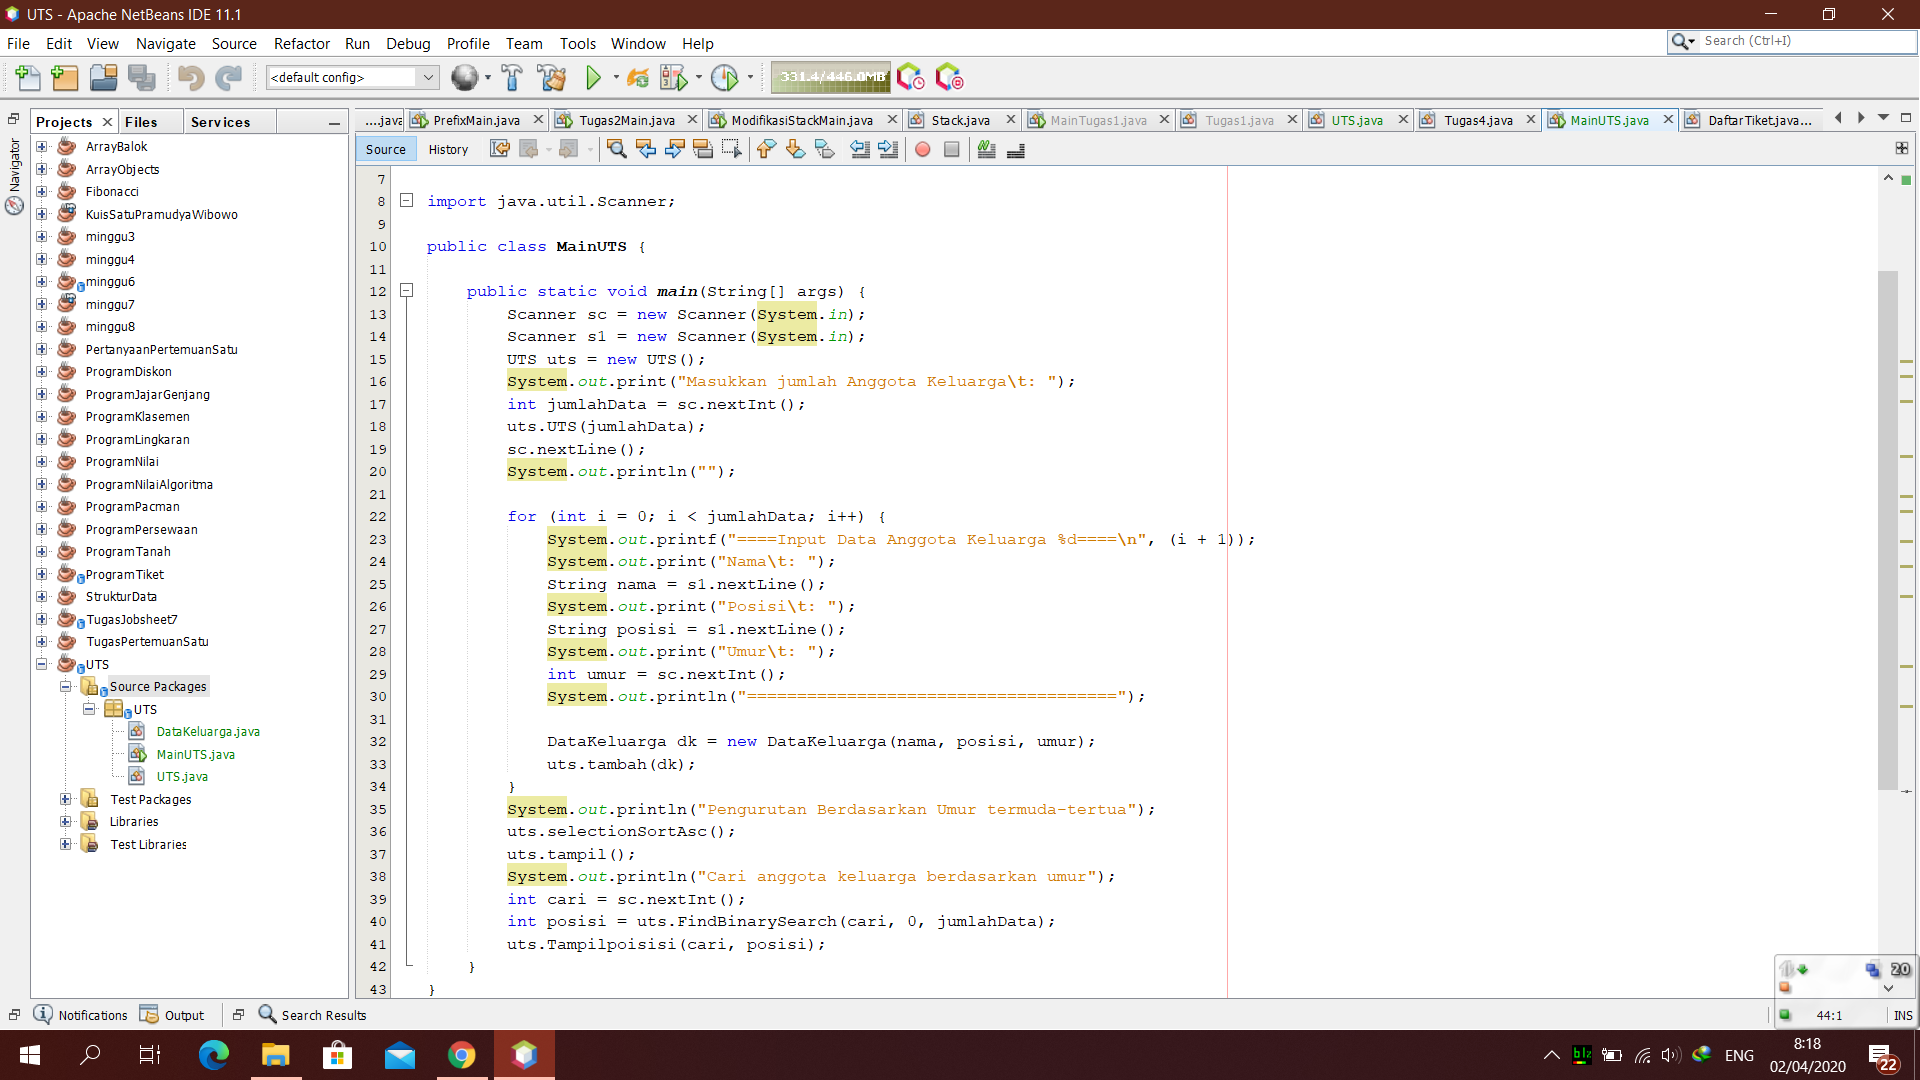 UTS - Apache NetBeans IDE 11.1
File Edit View Navigate Source Refactor Run Debug Profile Team Tools Window Help
Search (Ctrl+I)
<default config>
331.4/446.0MB
Projects Files Services
....java PrefixMain.java Tugas2Main.java ModifikasiStackMain.java Stack.java MainTugas1.java Tugas1.java UTS.java Tugas4.java MainUTS.java DaftarTiket.java...
Source History
Navigator
ArrayBalok
ArrayObjects
Fibonacci
KuisSatuPramudyaWibowo
minggu3
minggu4
minggu6
minggu7
minggu8
PertanyaanPertemuanSatu
ProgramDiskon
ProgramJajarGenjang
ProgramKlasemen
ProgramLingkaran
ProgramNilai
ProgramNilaiAlgoritma
ProgramPacman
ProgramPersewaan
ProgramTanah
ProgramTiket
StrukturData
TugasJobsheet7
TugasPertemuanSatu
UTS
Source Packages
UTS
DataKeluarga.java
MainUTS.java
UTS.java
Test Packages
Libraries
Test Libraries
7
8 import java.util.Scanner;
9
10 public class MainUTS {
11
12 public static void main(String[] args) {
13 Scanner sc = new Scanner(System.in);
14 Scanner s1 = new Scanner(System.in);
15 UTS uts = new UTS();
16 System.out.print("Masukkan jumlah Anggota Keluarga\t: ");
17 int jumlahData = sc.nextInt();
18 uts.UTS(jumlahData);
19 sc.nextLine();
20 System.out.println("");
21
22 for (int i = 0; i < jumlahData; i++) {
23 System.out.printf("====Input Data Anggota Keluarga %d====\n", (i + 1));
24 System.out.print("Nama\t: ");
25 String nama = s1.nextLine();
26 System.out.print("Posisi\t: ");
27 String posisi = s1.nextLine();
28 System.out.print("Umur\t: ");
29 int umur = sc.nextInt();
30 System.out.println("=====================================");
31
32 DataKeluarga dk = new DataKeluarga(nama, posisi, umur);
33 uts.tambah(dk);
34 }
35 System.out.println("Pengurutan Berdasarkan Umur termuda-tertua");
36 uts.selectionSortAsc();
37 uts.tampil();
38 System.out.println("Cari anggota keluarga berdasarkan umur");
39 int cari = sc.nextInt();
40 int posisi = uts.FindBinarySearch(cari, 0, jumlahData);
41 uts.Tampilpoisisi(cari, posisi);
42 }
43 }
20
Notifications Output Search Results
44:1 INS
blz
ENG
8:18
02/04/2020
22